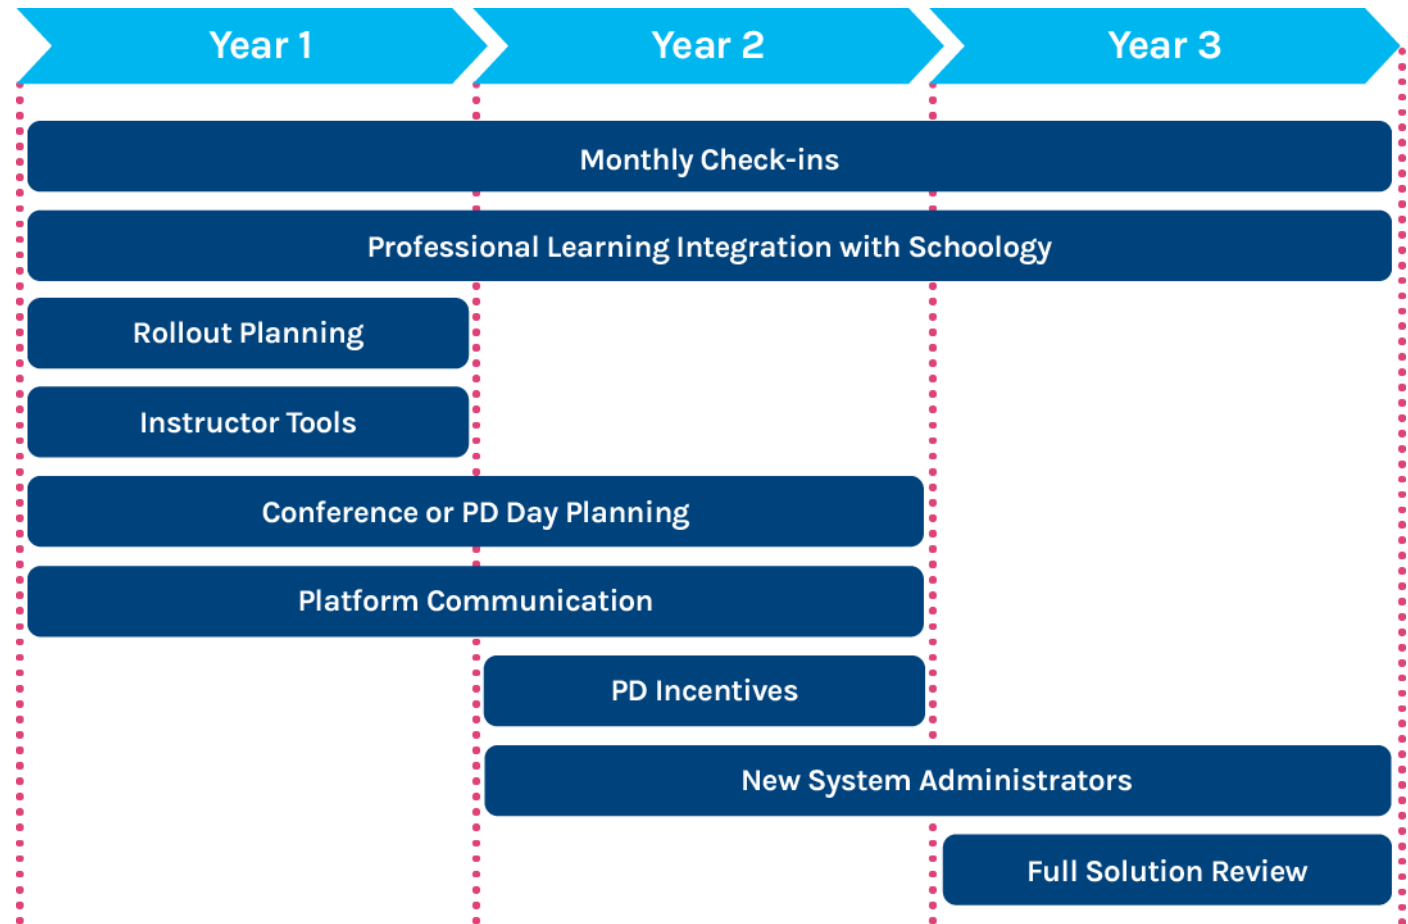 Year 1
Year 2
Year 3
Monthly Check-ins
Professional Learning Integration with Schoology
Rollout Planning
Instructor Tools
Conference or PD Day Planning
Platform Communication
PD Incentives
New System Administrators
Full Solution Review